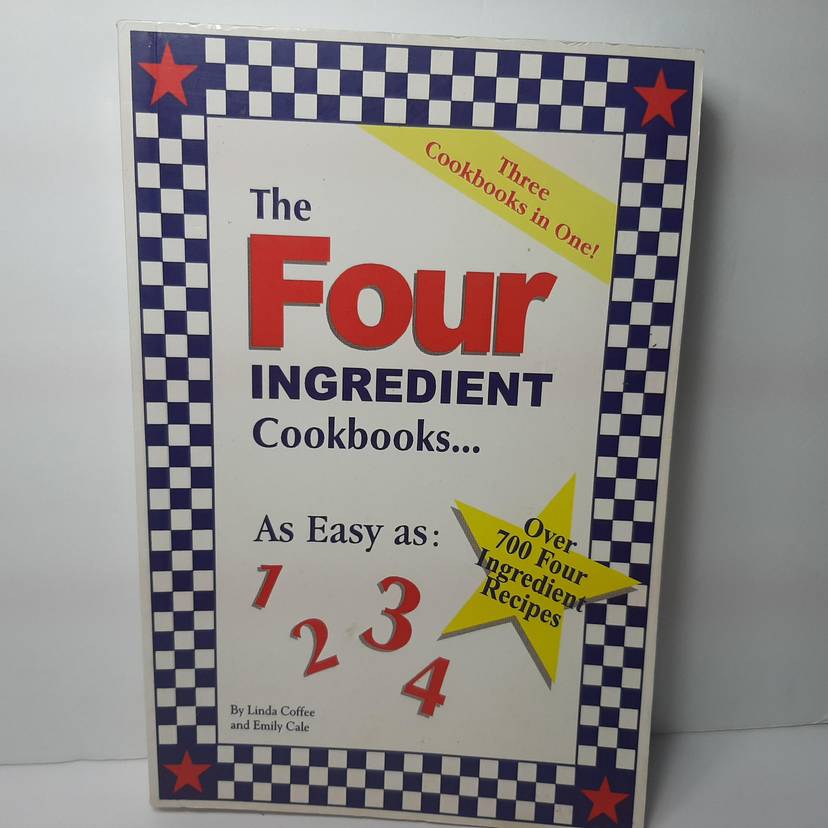 Three
Cookbooks in One!
The
Four
INGREDIENT
Cookbooks...
As Easy as:
1
2
3
4
Over
700 Four
Ingredient
Recipes
By Linda Coffee
and Emily Cale